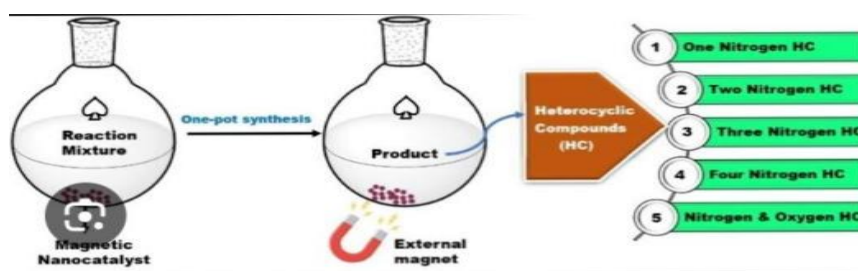 Reaction
Mixture
Magnetic
Nanocatalyst
One-pot synthesis
Product
External
magnet
Heterocyclic
Compounds
(HC)
1 One Nitrogen HC
2 Two Nitrogen HC
3 Three Nitrogen HC
4 Four Nitrogen HC
5 Nitrogen & Oxygen HC